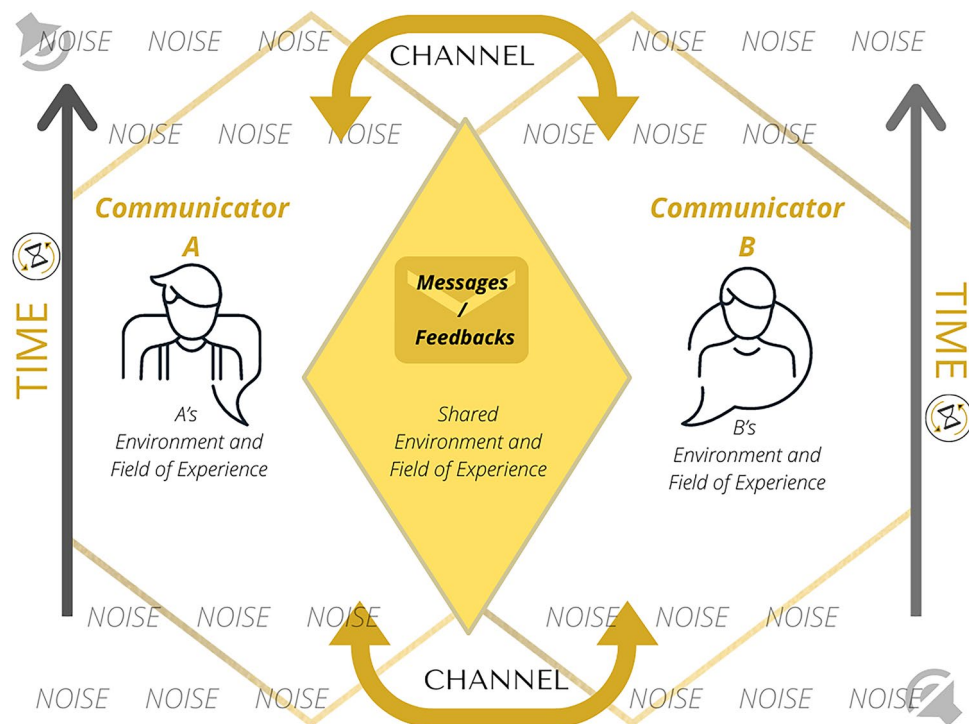 NOISE NOISE NOISE NOISE NOISE NOISE
CHANNEL
NOISE NOISE NOISE NOISE NOISE NOISE
Communicator
A
Communicator
B
TIME
TIME
Messages
/
Feedbacks
A's
Environment and
Field of Experience
Shared
Environment and
Field of Experience
B's
Environment and
Field of Experience
NOISE NOISE NOISE NOISE NOISE NOISE
CHANNEL
NOISE NOISE NOISE NOISE NOISE NOISE